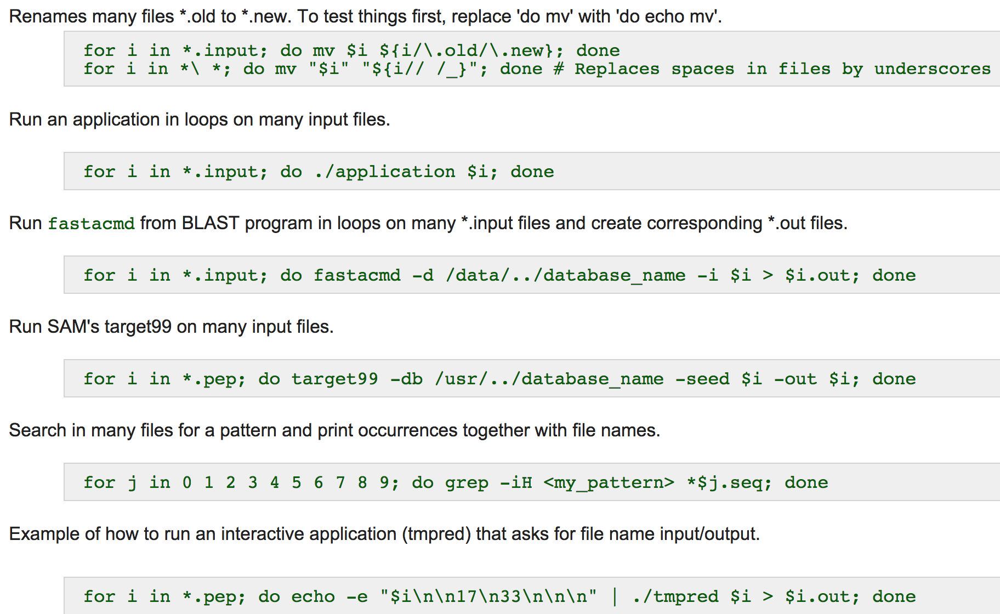 Renames many files *.old to *.new. To test things first, replace 'do mv' with 'do echo mv'.
for i in *.input; do mv $i ${i/\.old/\.new}; done
for i in *\ *; do mv "$i" "${i// /_}"; done # Replaces spaces in files by underscores
Run an application in loops on many input files.
for i in *.input; do ./application $i; done
Run fastacmd from BLAST program in loops on many *.input files and create corresponding *.out files.
for i in *.input; do fastacmd -d /data/../database_name -i $i > $i.out; done
Run SAM's target99 on many input files.
for i in *.pep; do target99 -db /usr/../database_name -seed $i -out $i; done
Search in many files for a pattern and print occurrences together with file names.
for j in 0 1 2 3 4 5 6 7 8 9; do grep -iH <my_pattern> *$j.seq; done
Example of how to run an interactive application (tmpred) that asks for file name input/output.
for i in *.pep; do echo -e "$i\n\n17\n33\n\n\n" | ./tmpred $i > $i.out; done